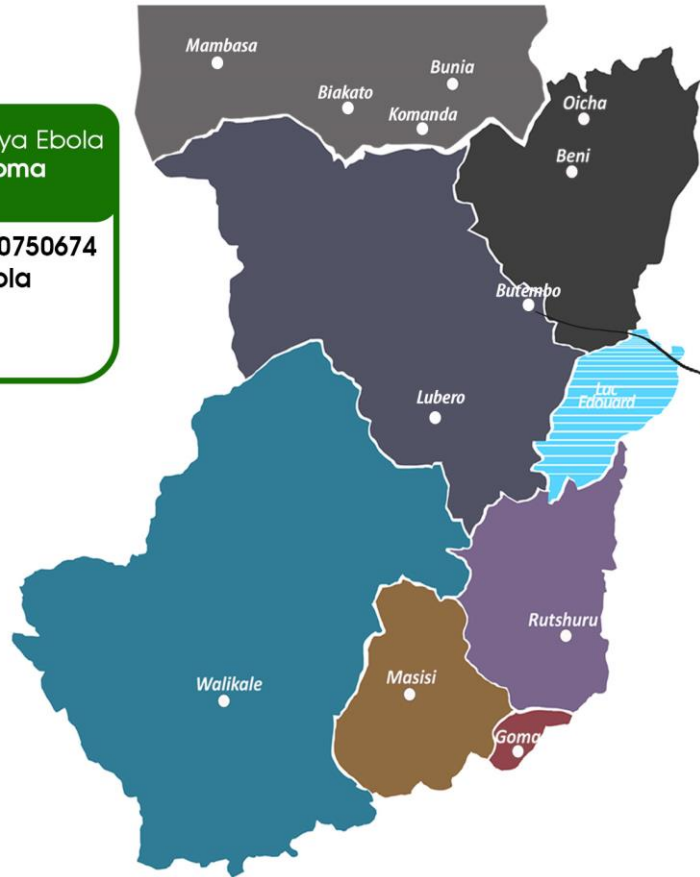 ya Ebola
oma
0750674
ola
Mambasa
Bunia
Biakato
Komanda
Oicha
Beni
Butembo
Lac
Edouard
Lubero
Rutshuru
Walikale
Masisi
Goma